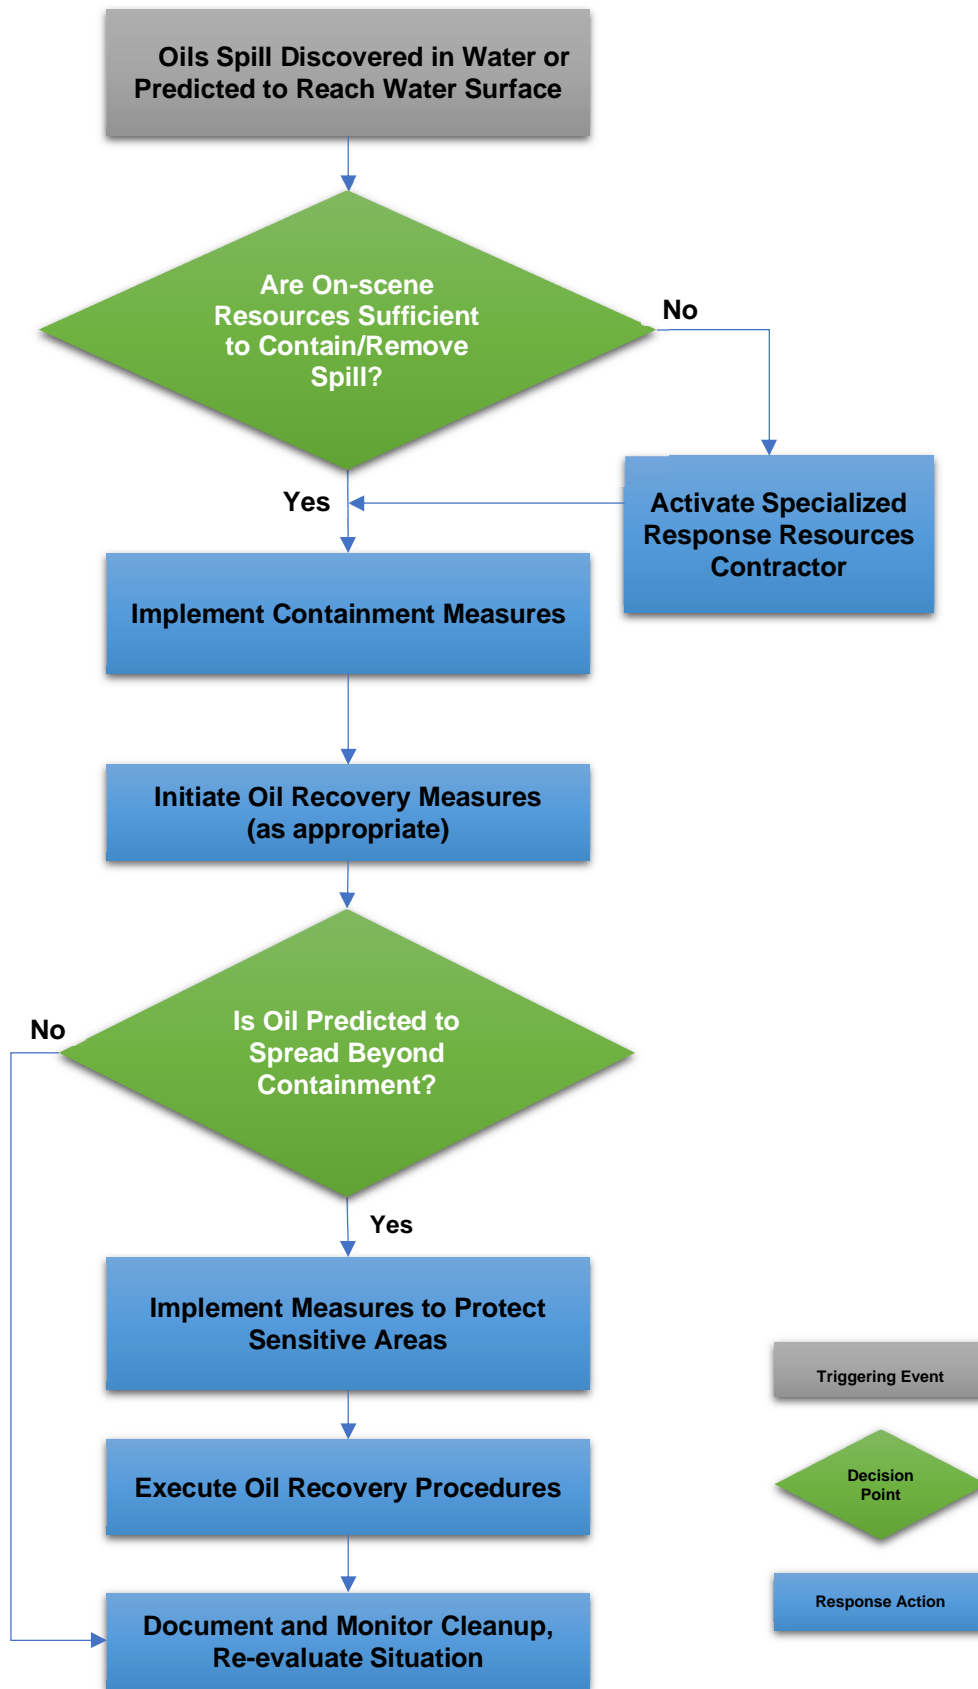 Oils Spill Discovered in Water or
Predicted to Reach Water Surface
Are On-scene
Resources Sufficient
to Contain/Remove
Spill?
No
Yes
Activate Specialized
Response Resources
Contractor
Implement Containment Measures
Initiate Oil Recovery Measures
(as appropriate)
No
Is Oil Predicted to
Spread Beyond
Containment?
Yes
Implement Measures to Protect
Sensitive Areas
Execute Oil Recovery Procedures
Document and Monitor Cleanup,
Re-evaluate Situation
Triggering Event
Decision
Point
Response Action